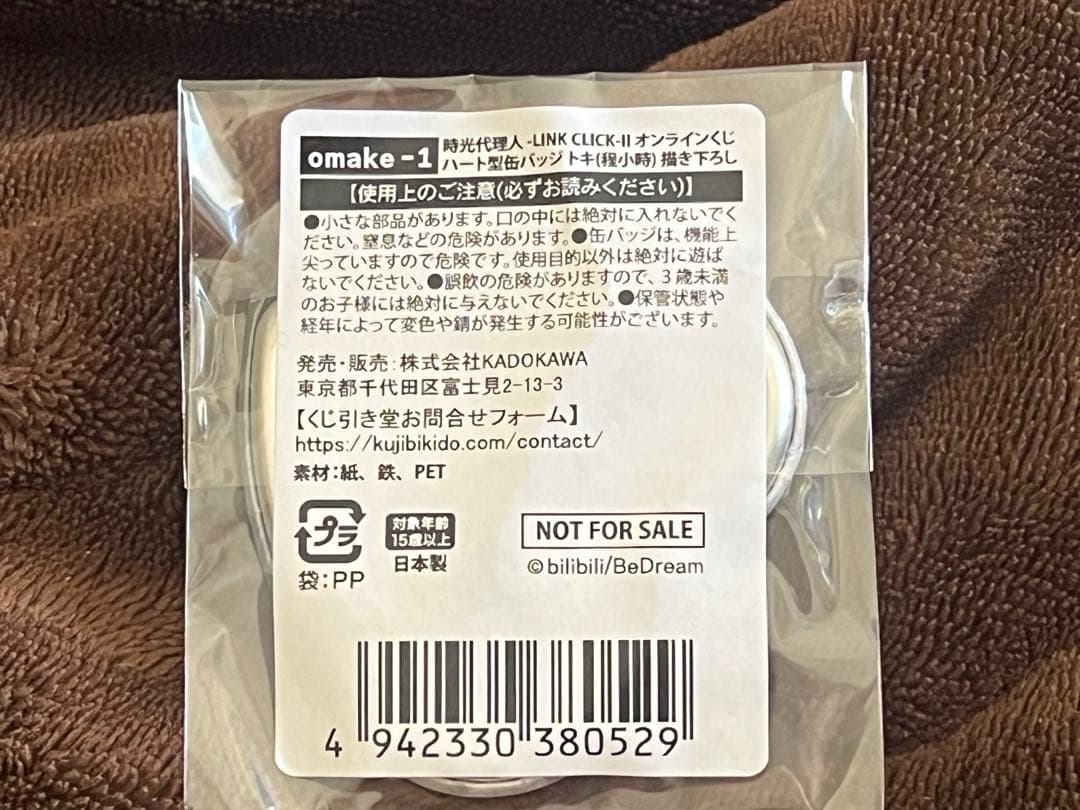 omake -1 時光代理人 -LINK CLICK-II オンラインくじ
ハート型缶バッジ トキ(程小時) 描き下ろし
【使用上のご注意(必ずお読みください)】
●小さな部品があります。口の中には絶対に入れないでく
ださい。窒息などの危険があります。●缶バッジは、機能上
尖っていますので危険です。使用目的以外は絶対に遊ば
ないでください。●誤飲の危険がありますので、3歳未満
のお子様には絶対に与えないでください。●保管状態や
経年によって変色や錆が発生する可能性がございます。
発売・販売:株式会社KADOKAWA
東京都千代田区富士見2-13-3
【くじ引き堂お問合せフォーム】
https://kujibikido.com/contact/
素材:紙、鉄、PET
プラ
袋:PP
対象年齢
15歳以上
日本製
NOT FOR SALE
©bilibili/BeDream
4 942330 380529